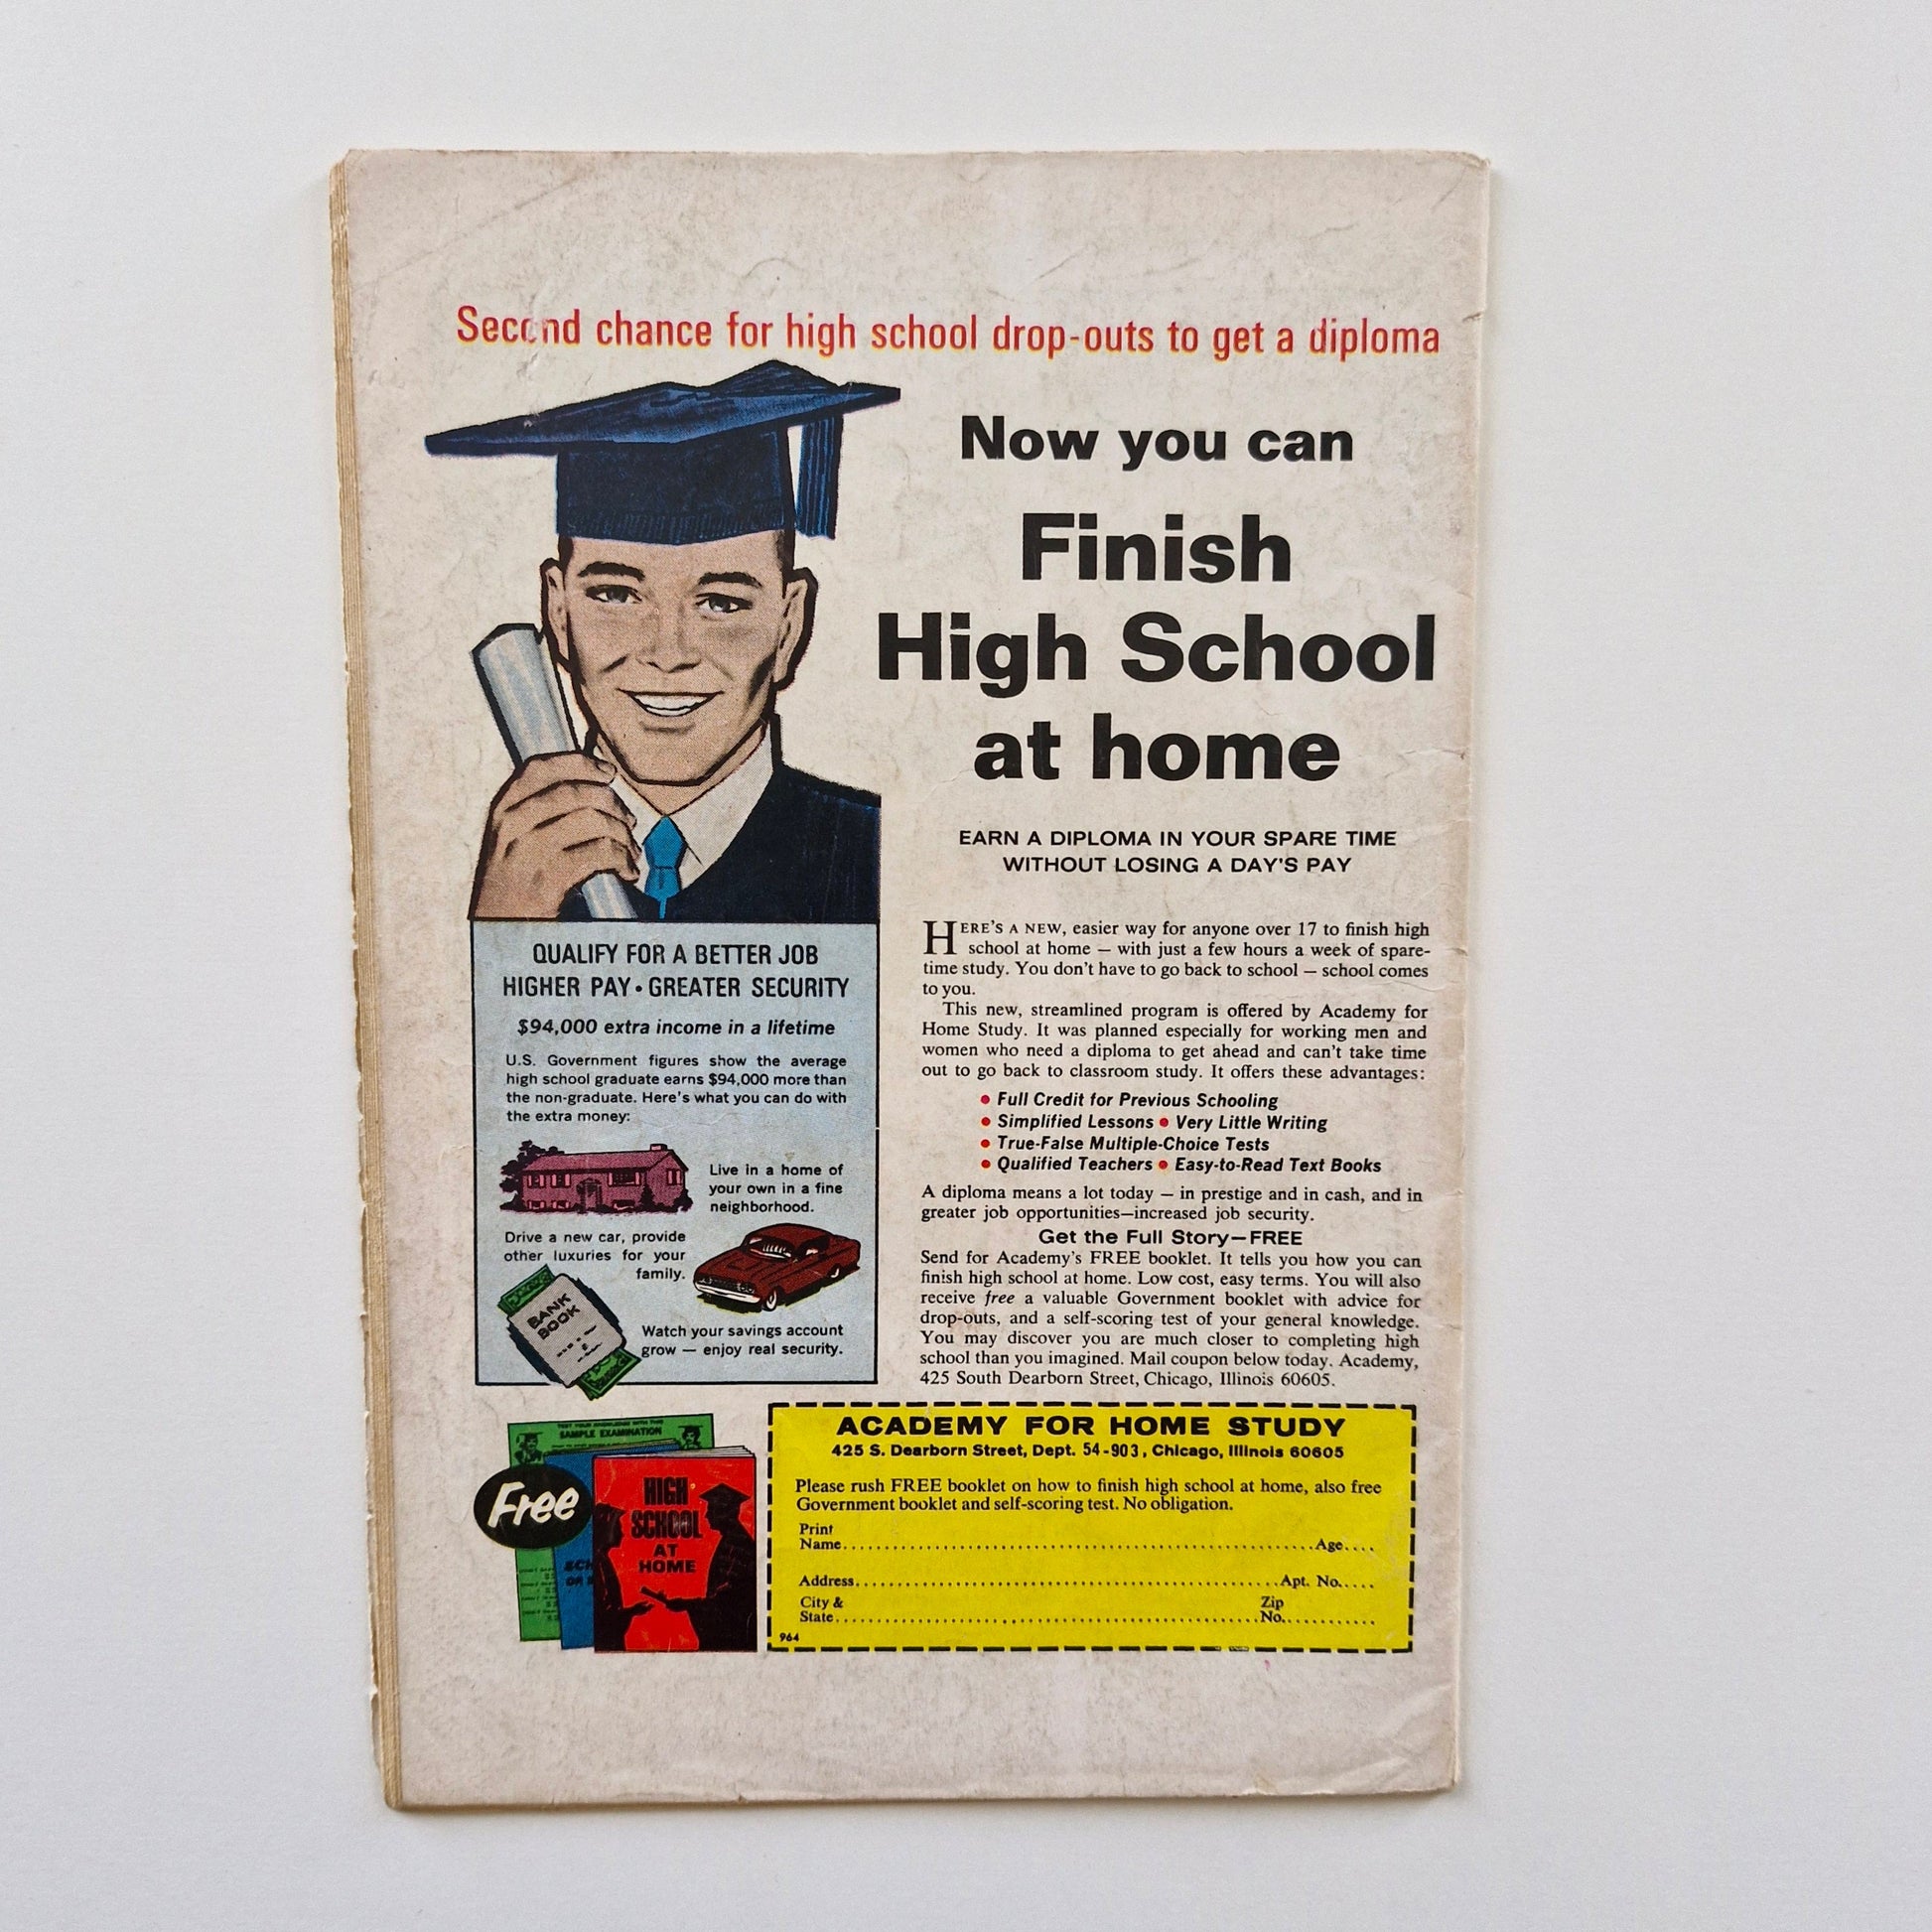 Second chance for high school drop-outs to get a diploma
Now you can
Finish
High School
at home
EARN A DIPLOMA IN YOUR SPARE TIME
WITHOUT LOSING A DAY'S PAY
QUALIFY FOR A BETTER JOB
HIGHER PAY • GREATER SECURITY
$94,000 extra income in a lifetime
U.S. Government figures show the average
high school graduate earns $94,000 more than
the non-graduate. Here's what you can do with
the extra money:
Live in a home of
your own in a fine
neighborhood.
Drive a new car, provide
other luxuries for your
family.
BANK
BOOK
Watch your savings account
grow — enjoy real security.
HERE'S A NEW, easier way for anyone over 17 to finish high
school at home — with just a few hours a week of spare-
time study. You don't have to go back to school — school comes
to you.
This new, streamlined program is offered by Academy for
Home Study. It was planned especially for working men and
women who need a diploma to get ahead and can't take time
out to go back to classroom study. It offers these advantages:
• Full Credit for Previous Schooling
• Simplified Lessons • Very Little Writing
• True-False Multiple-Choice Tests
• Qualified Teachers • Easy-to-Read Text Books
A diploma means a lot today — in prestige and in cash, and in
greater job opportunities—increased job security.
Get the Full Story—FREE
Send for Academy's FREE booklet. It tells you how you can
finish high school at home. Low cost, easy terms. You will also
receive free a valuable Government booklet with advice for
drop-outs, and a self-scoring test of your general knowledge.
You may discover you are much closer to completing high
school than you imagined. Mail coupon below today. Academy,
425 South Dearborn Street, Chicago, Illinois 60605.
TEST YOUR KNOWLEDGE WITH THIS
SAMPLE EXAMINATION
Free
HIGH
SCHOOL
AT
HOME
SCH
OR
ACADEMY FOR HOME STUDY
425 S. Dearborn Street, Dept. 54-903, Chicago, Illinois 60605
Please rush FREE booklet on how to finish high school at home, also free
Government booklet and self-scoring test. No obligation.
Print
Name.......... Age....
Address.......... Apt. No.....
City & Zip
State.......... No..........
964